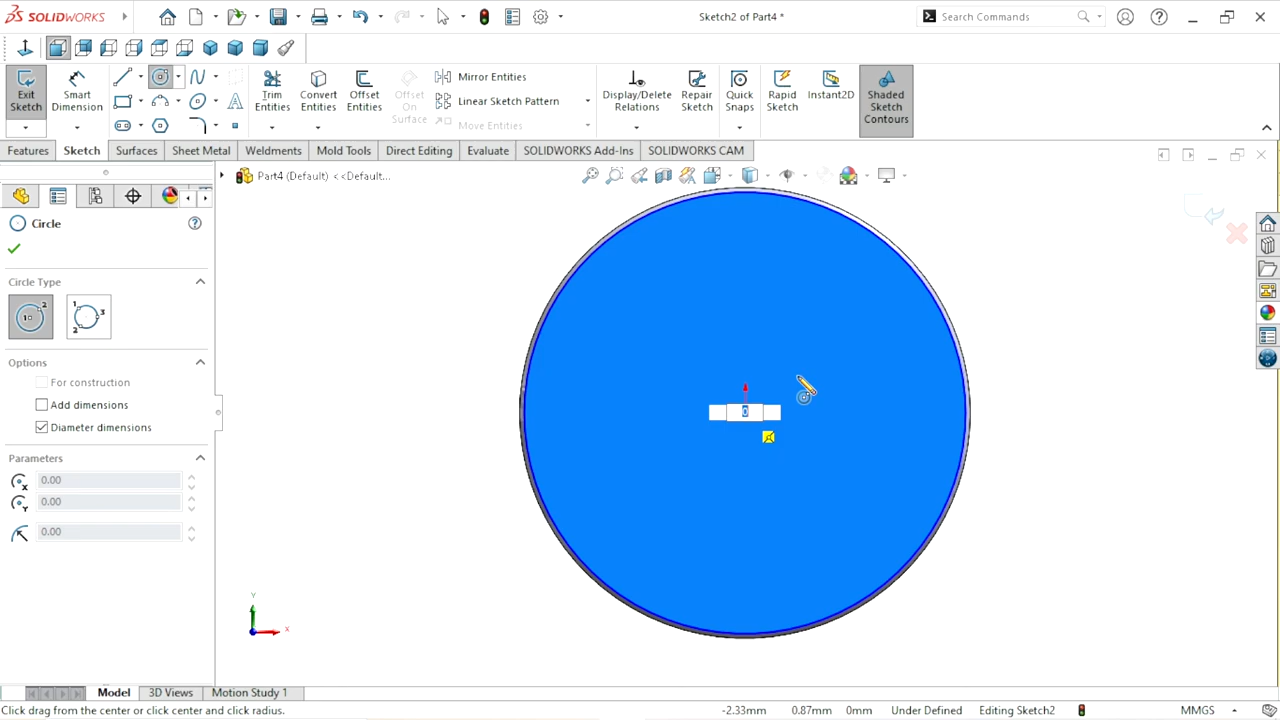 SOLIDWORKS
Sketch2 of Part4 *
Search Commands
Exit Sketch
Smart Dimension
Trim Entities
Convert Entities
Offset Entities
Offset On Surface
Mirror Entities
Linear Sketch Pattern
Move Entities
Display/Delete Relations
Repair Sketch
Quick Snaps
Rapid Sketch
Instant2D
Shaded Sketch Contours
Features
Sketch
Surfaces
Sheet Metal
Weldments
Mold Tools
Direct Editing
Evaluate
SOLIDWORKS Add-Ins
SOLIDWORKS CAM
Part4 (Default) <<Default...
Circle
Circle Type
Options
For construction
Add dimensions
Diameter dimensions
Parameters
0.00
0.00
0.00
0
Y
X
Model
3D Views
Motion Study 1
Click drag from the center or click center and click radius.
-2.33mm
0.87mm
0mm
Under Defined
Editing Sketch2
MMGS